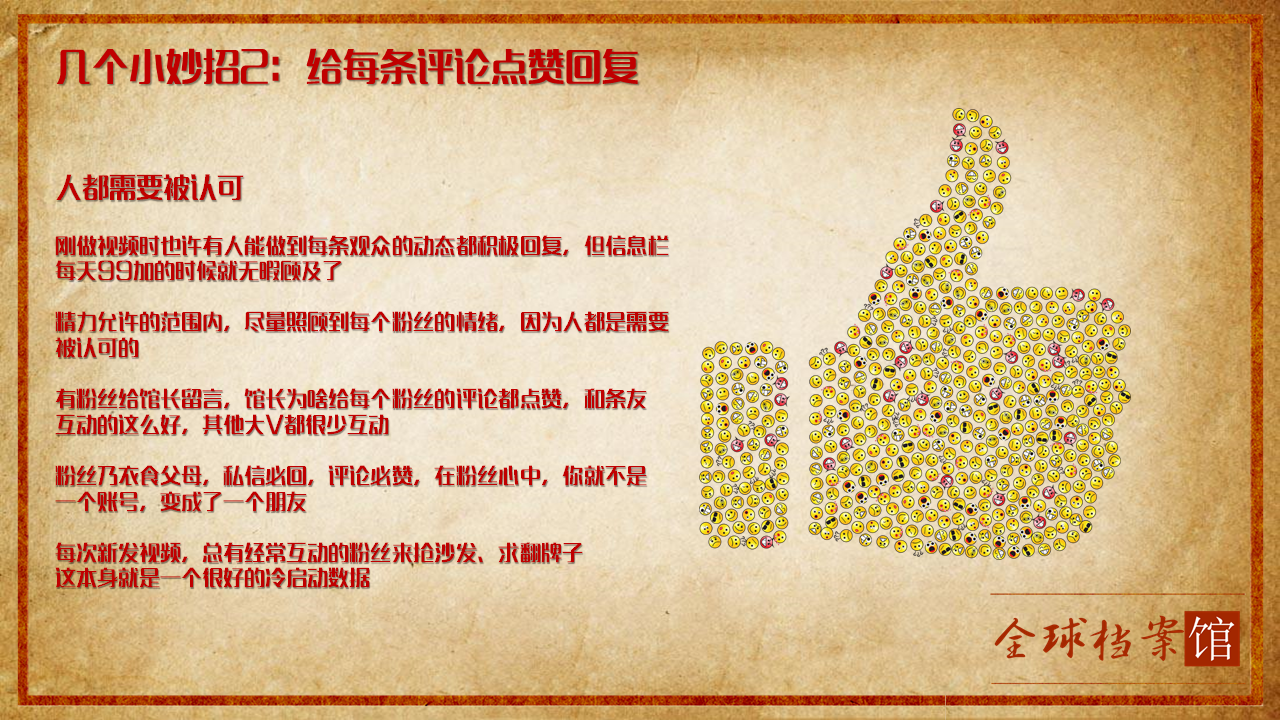 几个小妙招2：给每条评论点赞回复
人都需要被认可
刚做视频时也许有人能做到每条观众的动态都积极回复，但信息栏
每天99加的时候就无暇顾及了
精力允许的范围内，尽量照顾到每个粉丝的情绪，因为人都是需要
被认可的
有粉丝给馆长留言，馆长为啥给每个粉丝的评论都点赞，和条友
互动的这么好，其他大V都很少互动
粉丝乃衣食父母，私信必回，评论必赞，在粉丝心中，你就不是
一个账号，变成了一个朋友
每次新发视频，总有经常互动的粉丝来抢沙发、求翻牌子
这本身就是一个很好的冷启动数据
全球档案馆